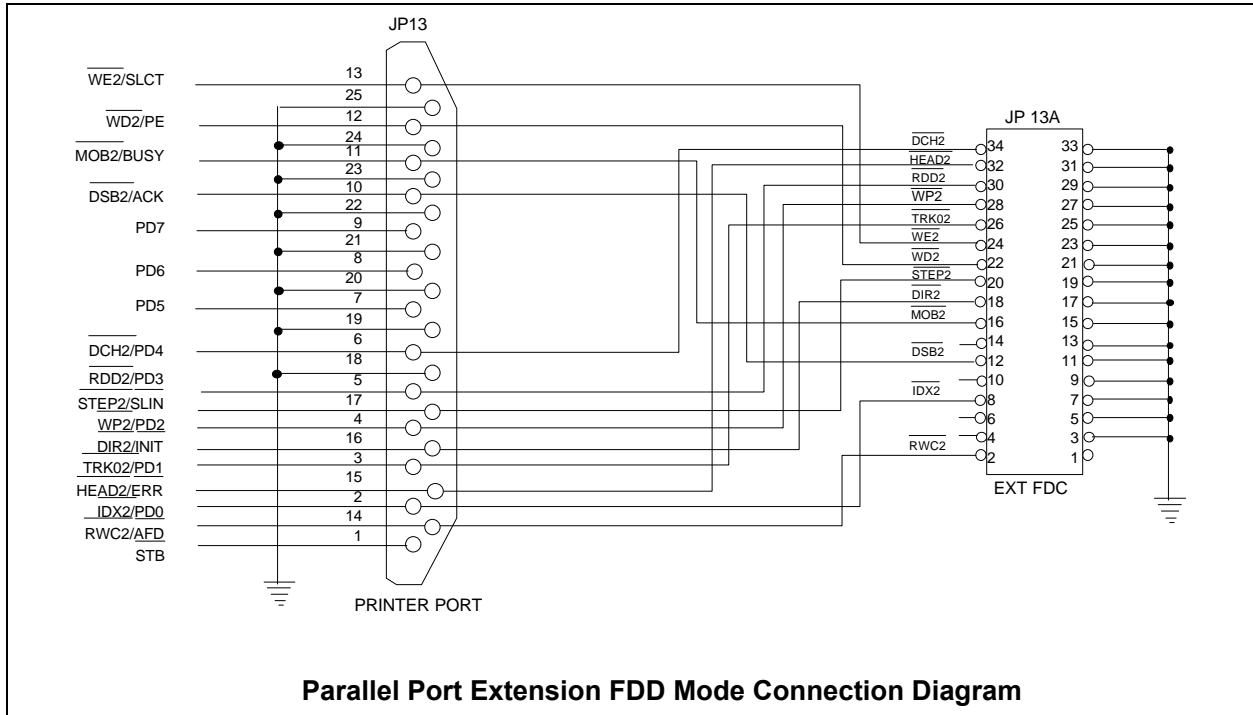 JP13
WE2/SLCT
WD2/PE
MOB2/BUSY
DSB2/ACK
PD7
PD6
PD5
DCH2/PD4
RDD2/PD3
STEP2/SLIN
WP2/PD2
DIR2/INIT
TRK02/PD1
HEAD2/ERR
IDX2/PD0
RWC2/AFD
STB
13
25
12
24
11
23
10
22
9
21
8
20
7
19
6
18
5
17
4
16
3
15
2
14
1
PRINTER PORT
JP 13A
DCH2
HEAD2
RDD2
WP2
TRK02
WE2
WD2
STEP2
DIR2
MOB2
DSB2
IDX2
RWC2
34 33
32 31
30 29
28 27
26 25
24 23
22 21
20 19
18 17
16 15
14 13
12 11
10 9
8 7
6 5
4 3
2 1
EXT FDC
Parallel Port Extension FDD Mode Connection Diagram